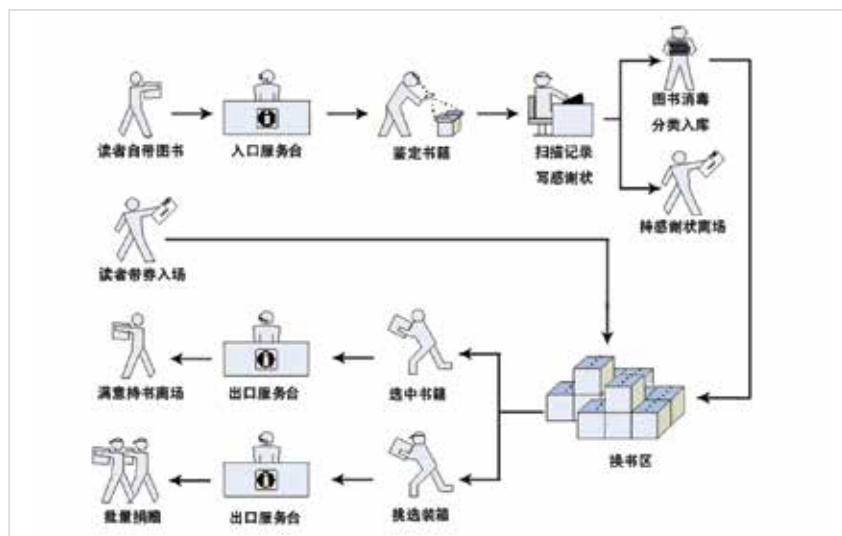 读者自带图书
入口服务台
鉴定书籍
扫描记录
写感谢状
图书消毒
分类入库
持感谢状离场
读者带券入场
满意持书离场
出口服务台
选中书籍
换书区
批量捐赠
出口服务台
挑选装箱